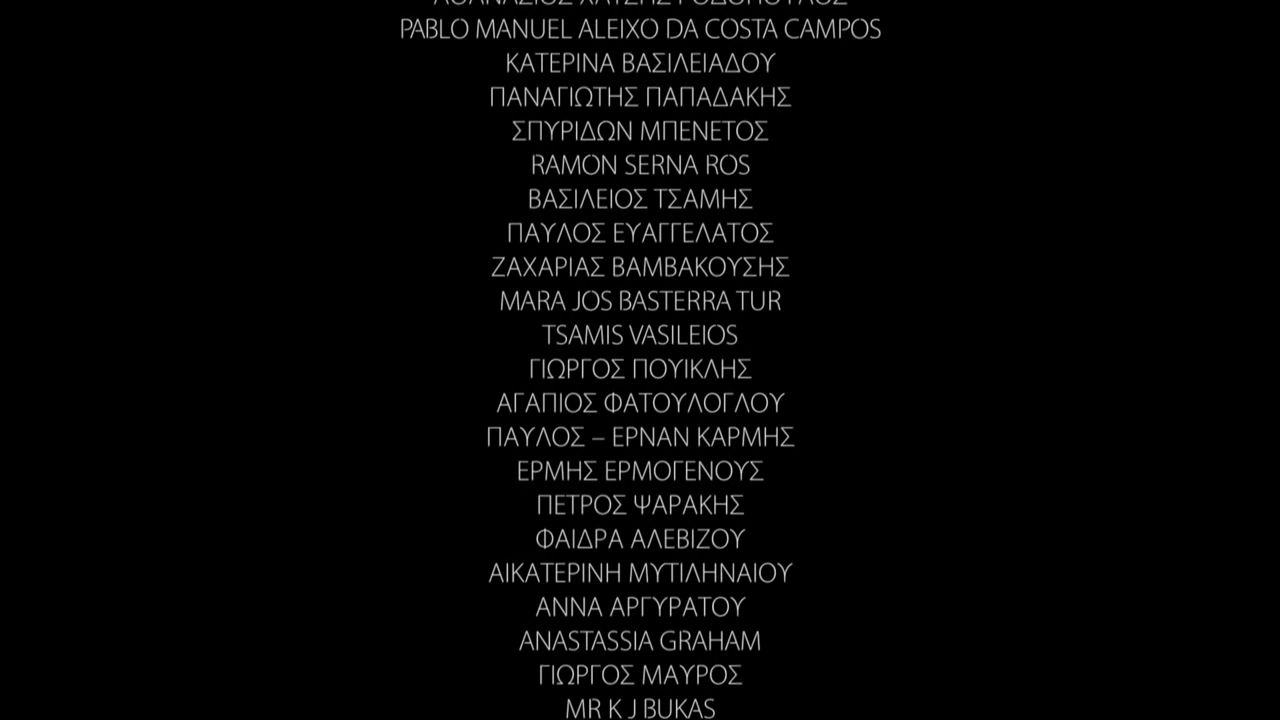 PABLO MANUEL ALEIXO DA COSTA CAMPOS
ΚΑΤΕΡΙΝΑ ΒΑΣΙΛΕΙΑΔΟΥ
ΠΑΝΑΓΙΩΤΗΣ ΠΑΠΑΔΑΚΗΣ
ΣΠΥΡΙΔΩΝ ΜΠΕΝΕΤΟΣ
RAMON SERNA ROS
ΒΑΣΙΛΕΙΟΣ ΤΣΑΜΗΣ
ΠΑΥΛΟΣ ΕΥΑΓΓΕΛΑΤΟΣ
ΖΑΧΑΡΙΑΣ ΒΑΜΒΑΚΟΥΣΗΣ
MARA JOS BASTERRA TUR
TSAMIS VASILEIOS
ΓΙΩΡΓΟΣ ΠΟΥΙΚΛΗΣ
ΑΓΑΠΙΟΣ ΦΑΤΟΥΛΟΓΛΟΥ
ΠΑΥΛΟΣ – ΕΡΝΑΝ ΚΑΡΜΗΣ
ΕΡΜΗΣ ΕΡΜΟΓΕΝΟΥΣ
ΠΕΤΡΟΣ ΨΑΡΑΚΗΣ
ΦΑΙΔΡΑ ΑΛΕΒΙΖΟΥ
ΑΙΚΑΤΕΡΙΝΗ ΜΥΤΙΛΗΝΑΙΟΥ
ΑΝΝΑ ΑΡΓΥΡΑΤΟΥ
ANASTASSIA GRAHAM
ΓΙΩΡΓΟΣ ΜΑΥΡΟΣ
MR K J BUKAS